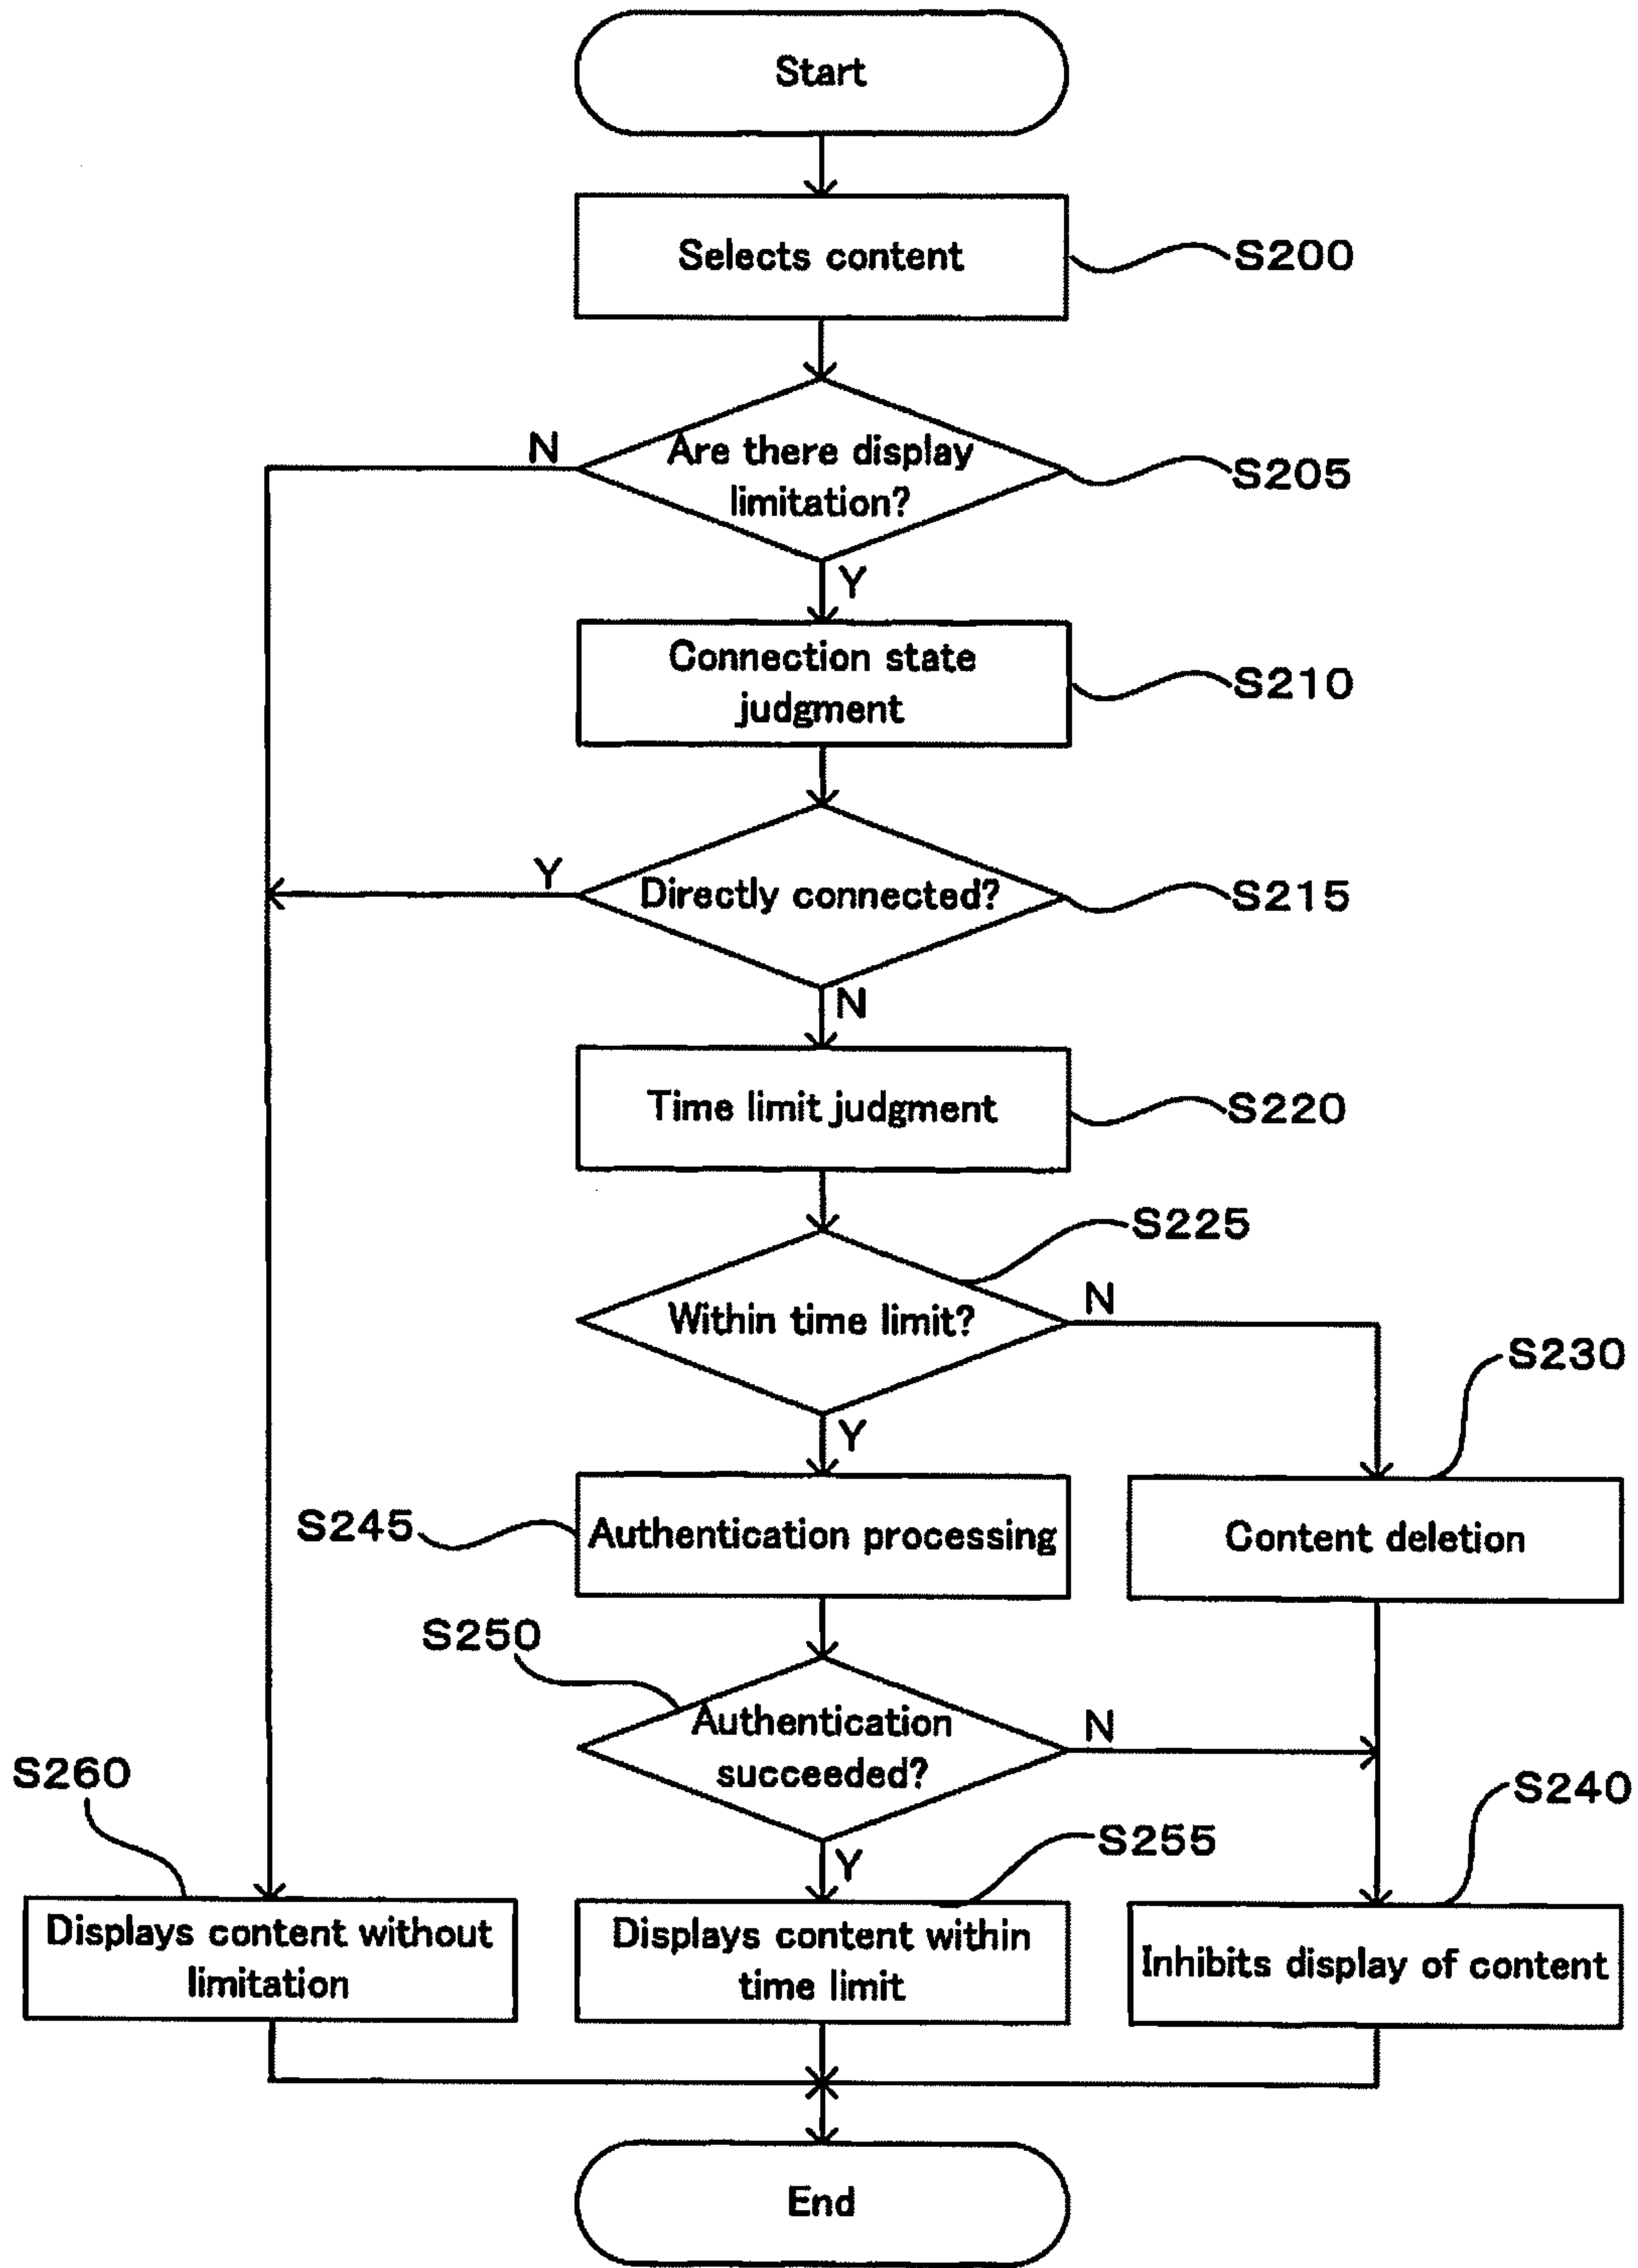 Start
Selects content
S200
N
Are there display
limitation?
S205
Y
Connection state
judgment
S210
Y
Directly connected?
S215
N
Time limit judgment
S220
S225
Within time limit?
N
S230
Y
S245
Authentication processing
Content deletion
S250
Authentication
succeeded?
N
S260
S240
S255
Y
Displays content without
limitation
Displays content within
time limit
Inhibits display of content
End